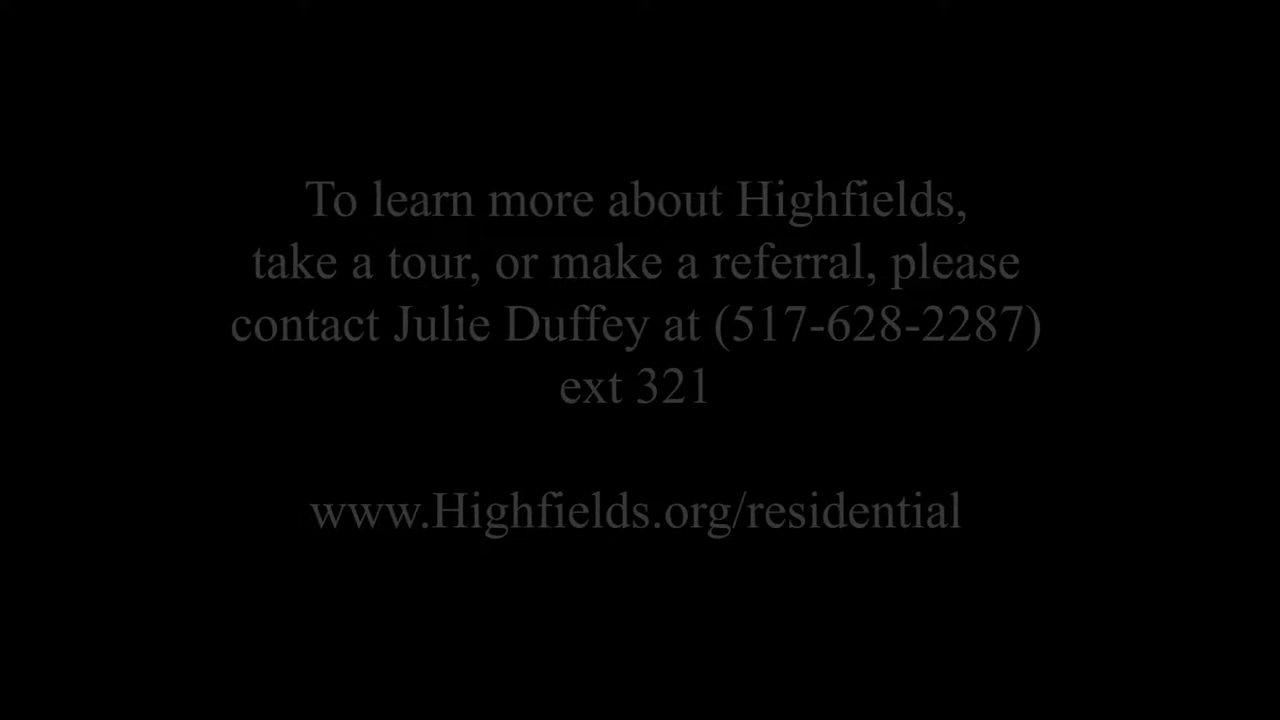 To learn more about Highfields,
take a tour, or make a referral, please
contact Julie Duffey at (517-628-2287)
ext 321
www.Highfields.org/residential